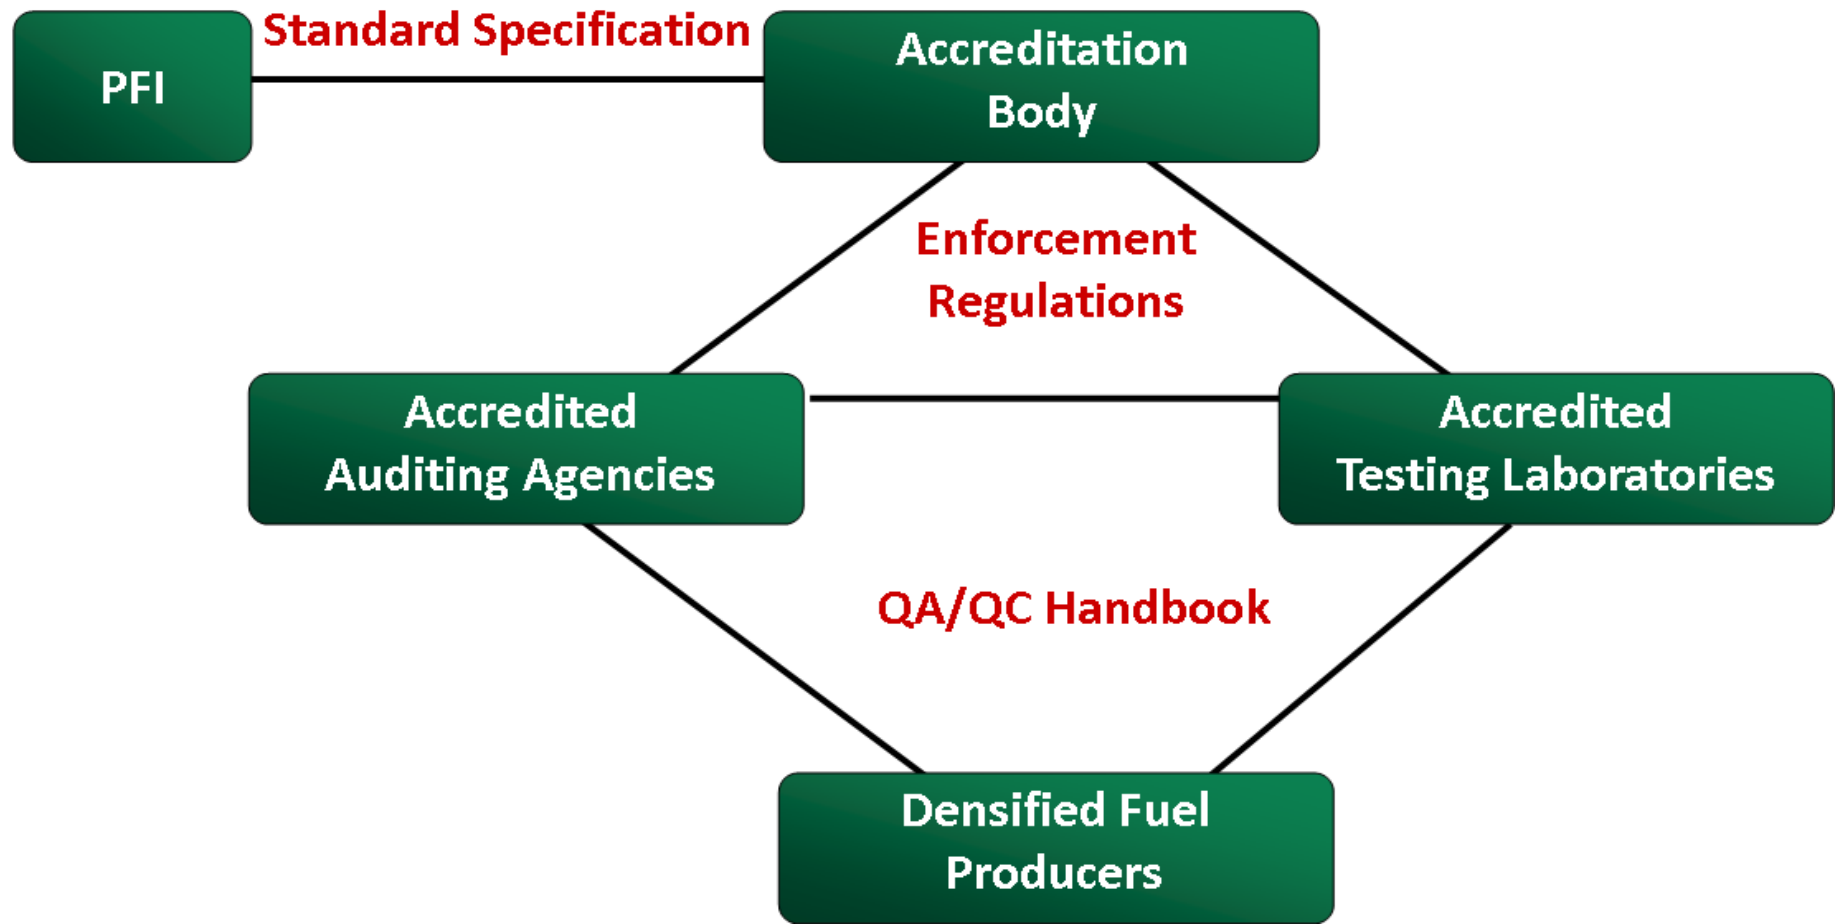 PFI
Standard Specification
Accreditation
Body
Enforcement
Regulations
Accredited
Auditing Agencies
Accredited
Testing Laboratories
QA/QC Handbook
Densified Fuel
Producers